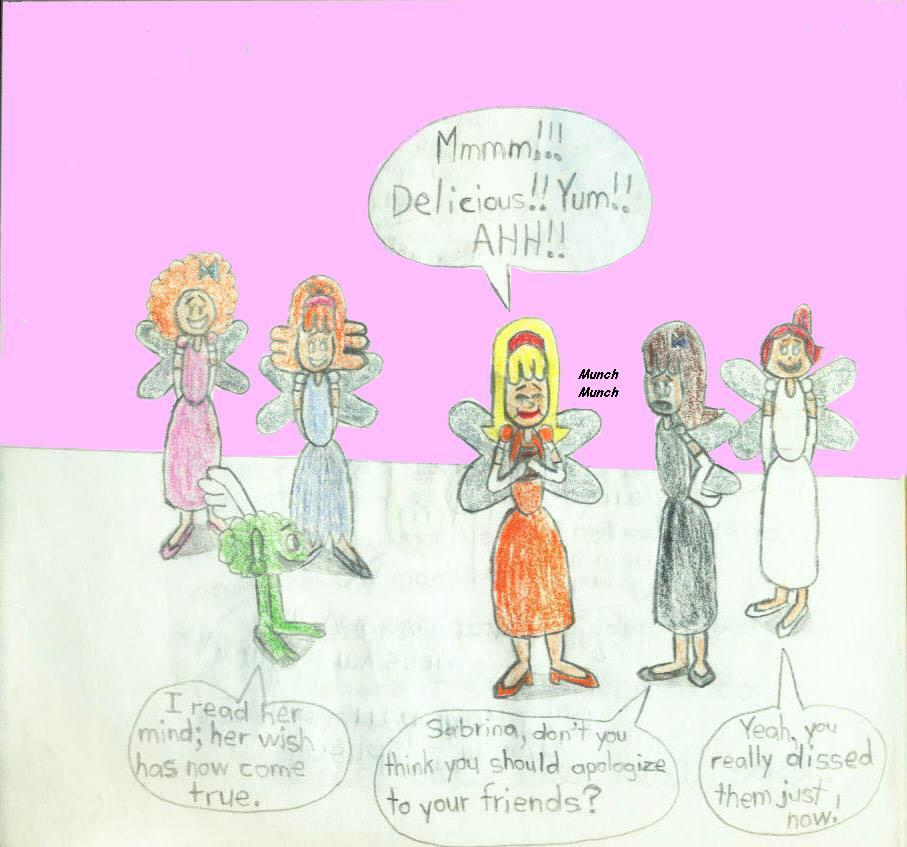 Mmmm!!!
Delicious!! Yum!!
AHH!!
Munch
Munch
I read her
mind; her wish
has now come
true.
Sabrina, don't you
think you should apologize
to your friends?
Yeah, you
really dissed
them just
now.